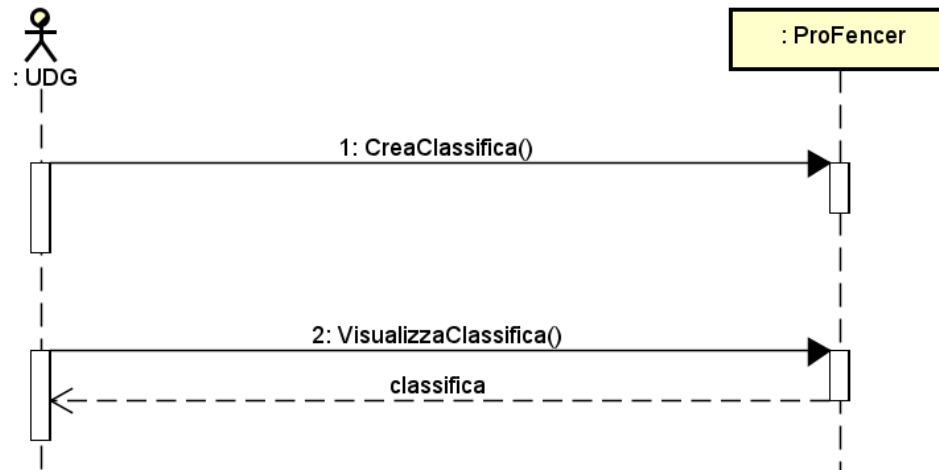 : UDG
: ProFencer
1: CreaClassifica()
2: VisualizzaClassifica()
classifica